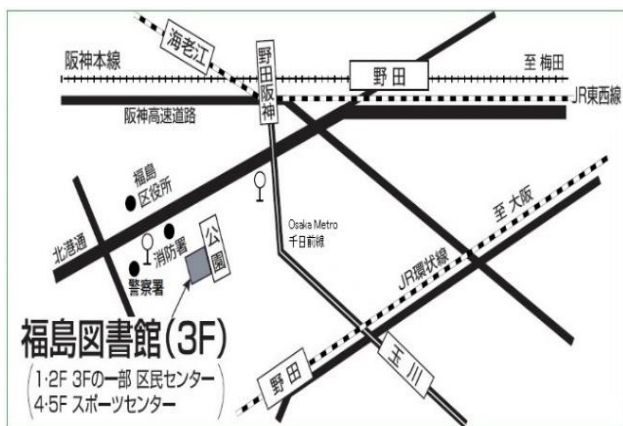 阪神本線
海老江
野田阪神
野田
至 梅田
阪神高速道路
JR東西線
福島
区役所
北港通
消防署
公園
警察署
Osaka Metro
千日前線
至 大阪
JR環状線
福島図書館(3F)
(1・2F 3Fの一部 区民センター
4・5F スポーツセンター)
野田
玉川